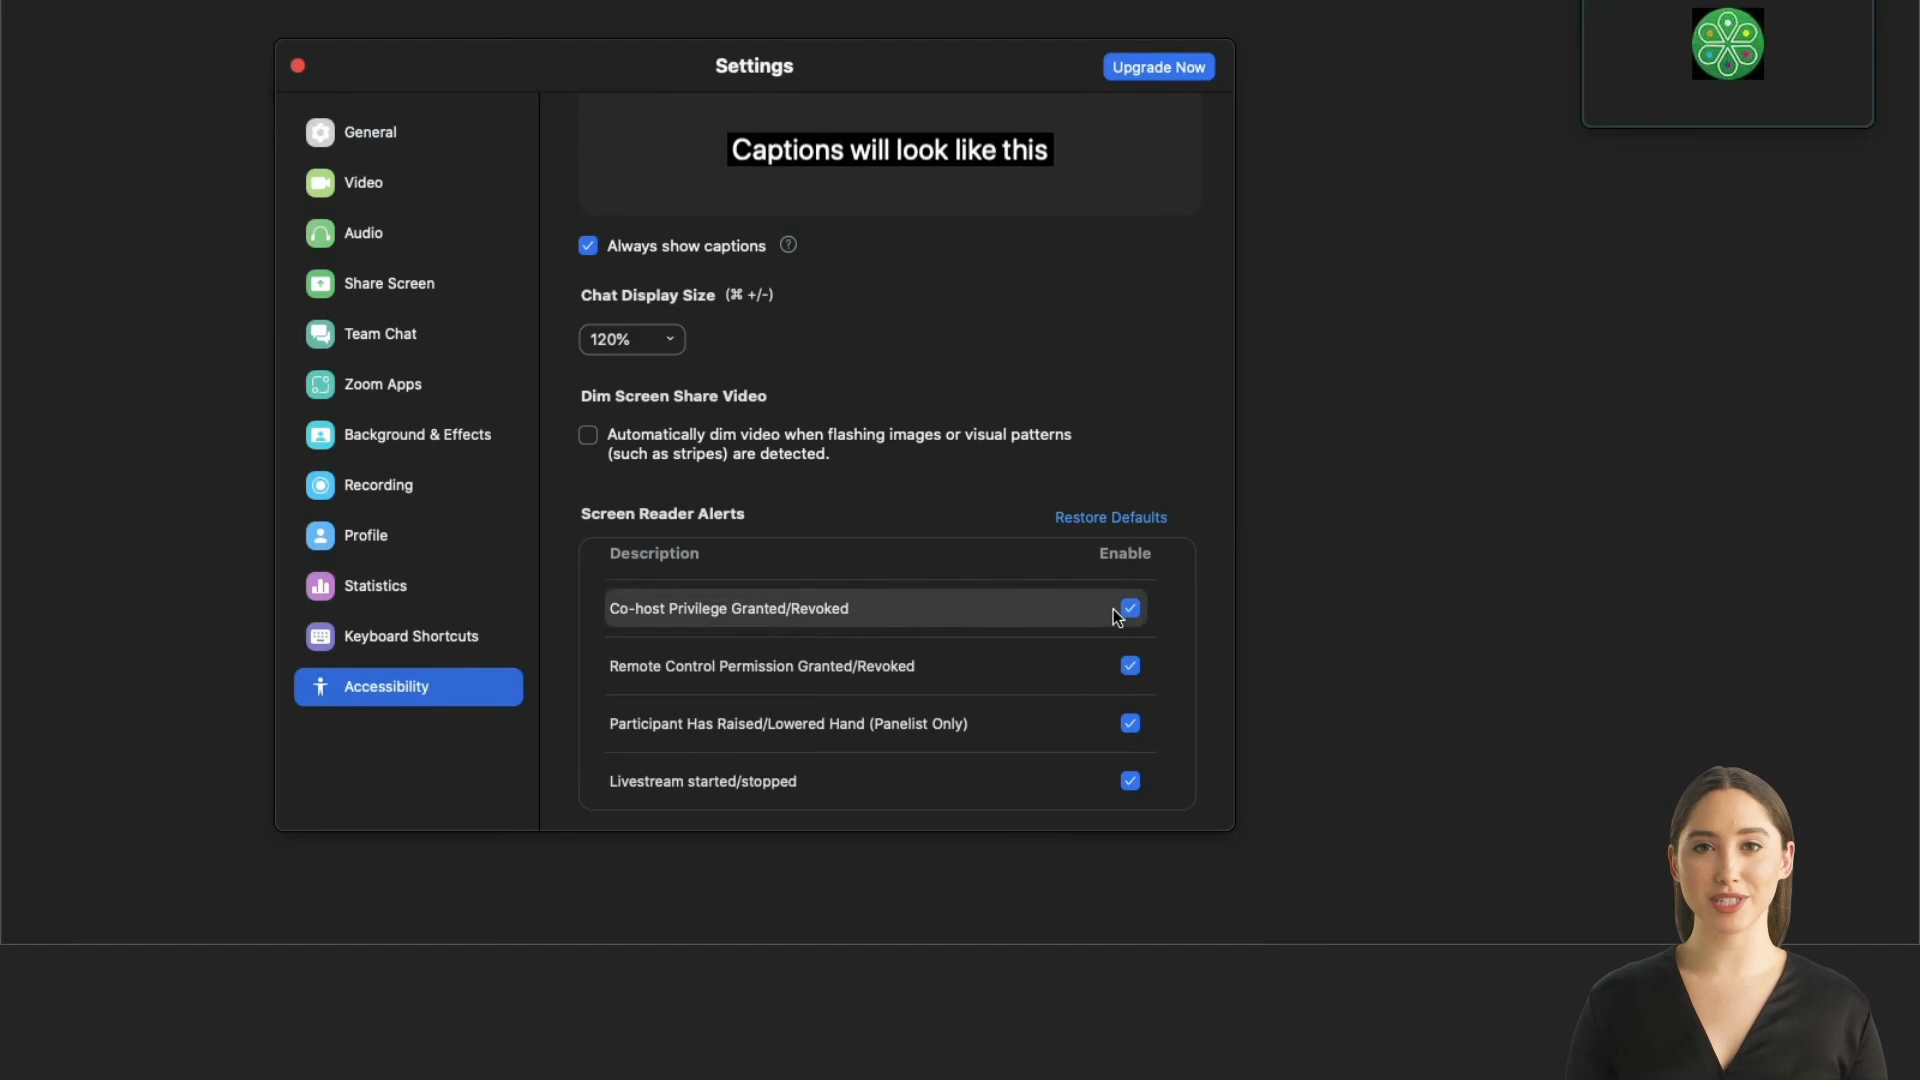 Settings
Upgrade Now
General
Video
Audio
Share Screen
Team Chat
Zoom Apps
Background & Effects
Recording
Profile
Statistics
Keyboard Shortcuts
Accessibility
Captions will look like this
Always show captions ?
Chat Display Size (⌘ +/-)
120%
Dim Screen Share Video
Automatically dim video when flashing images or visual patterns
(such as stripes) are detected.
Screen Reader Alerts
Restore Defaults
Description Enable
Co-host Privilege Granted/Revoked
Remote Control Permission Granted/Revoked
Participant Has Raised/Lowered Hand (Panelist Only)
Livestream started/stopped